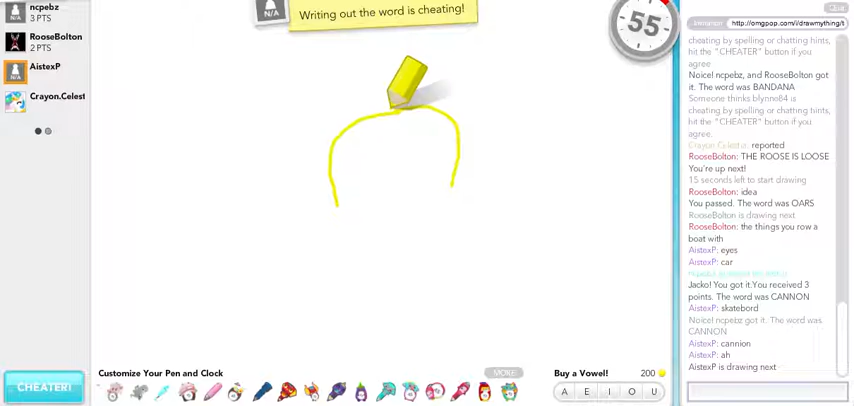 ncpebz
3 PTS
N/A
Writing out the word is cheating!
55
RooseBolton
2 PTS
AistexP
N/A
Crayon.Celest
http://omgpop.com/i/drawmything/t
cheating by spelling or chatting hints,
hit the "CHEATER" button if you
agree
Noice! ncpebz, and RooseBolton got
it. The word was BANDANA
Someone thinks blynne84 is
cheating by spelling or chatting hints,
hit the "CHEATER" button if you
agree.
reported
RooseBolton: THE ROOSE IS LOOSE
You're up next!
15 seconds left to start drawing
RooseBolton: idea
You passed. The word was OARS
RooseBolton is drawing next
RooseBolton: the things you row a
boat with
AistexP: eyes
AistexP: car
Jacko! You got it.You received 3
points. The word was CANNON
AistexP: skatebord
Noice! ncpebz got it. The word was
CANNON
AistexP: cannion
AistexP: ah
AistexP is drawing next
Customize Your Pen and Clock
MORE
Buy a Vowel!
200
A E I O U
CHEATER!